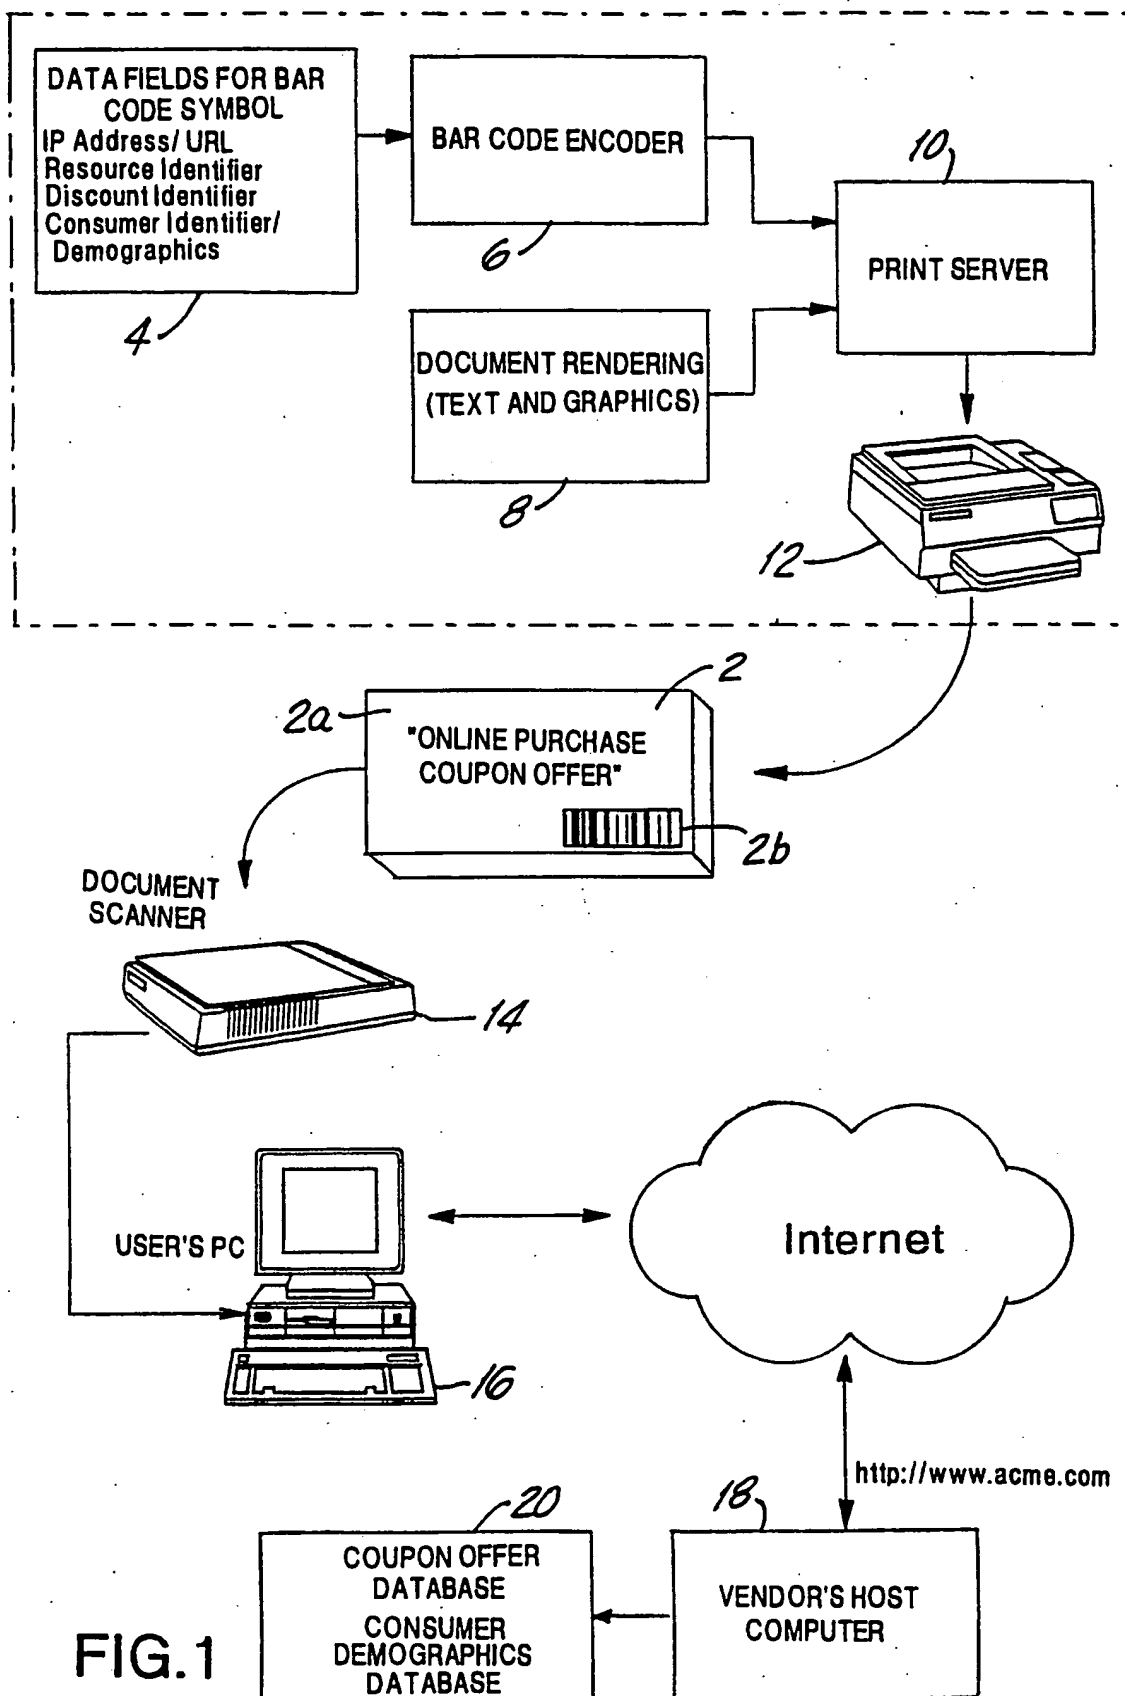 DATA FIELDS FOR BAR
CODE SYMBOL
IP Address/ URL
Resource Identifier
Discount Identifier
Consumer Identifier/
Demographics
4
BAR CODE ENCODER
6
DOCUMENT RENDERING
(TEXT AND GRAPHICS)
8
10
PRINT SERVER
12
2
2a
"ONLINE PURCHASE
COUPON OFFER"
2b
DOCUMENT
SCANNER
14
USER'S PC
16
Internet
http://www.acme.com
18
VENDOR'S HOST
COMPUTER
20
COUPON OFFER
DATABASE
CONSUMER
DEMOGRAPHICS
DATABASE
FIG.1